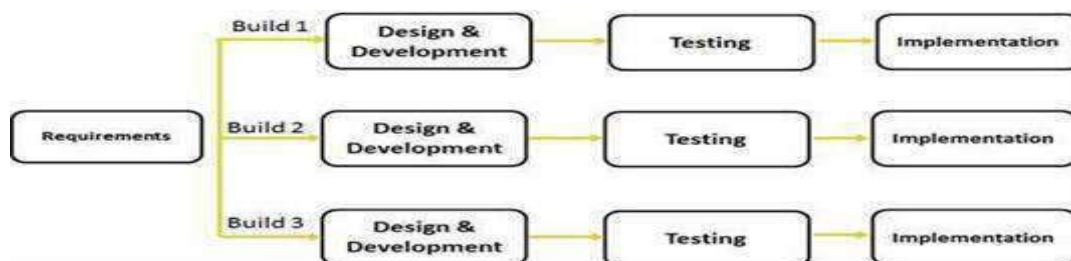 Build 1
Design &
Development
Testing
Implementation
Requirements
Build 2
Design &
Development
Testing
Implementation
Build 3
Design &
Development
Testing
Implementation